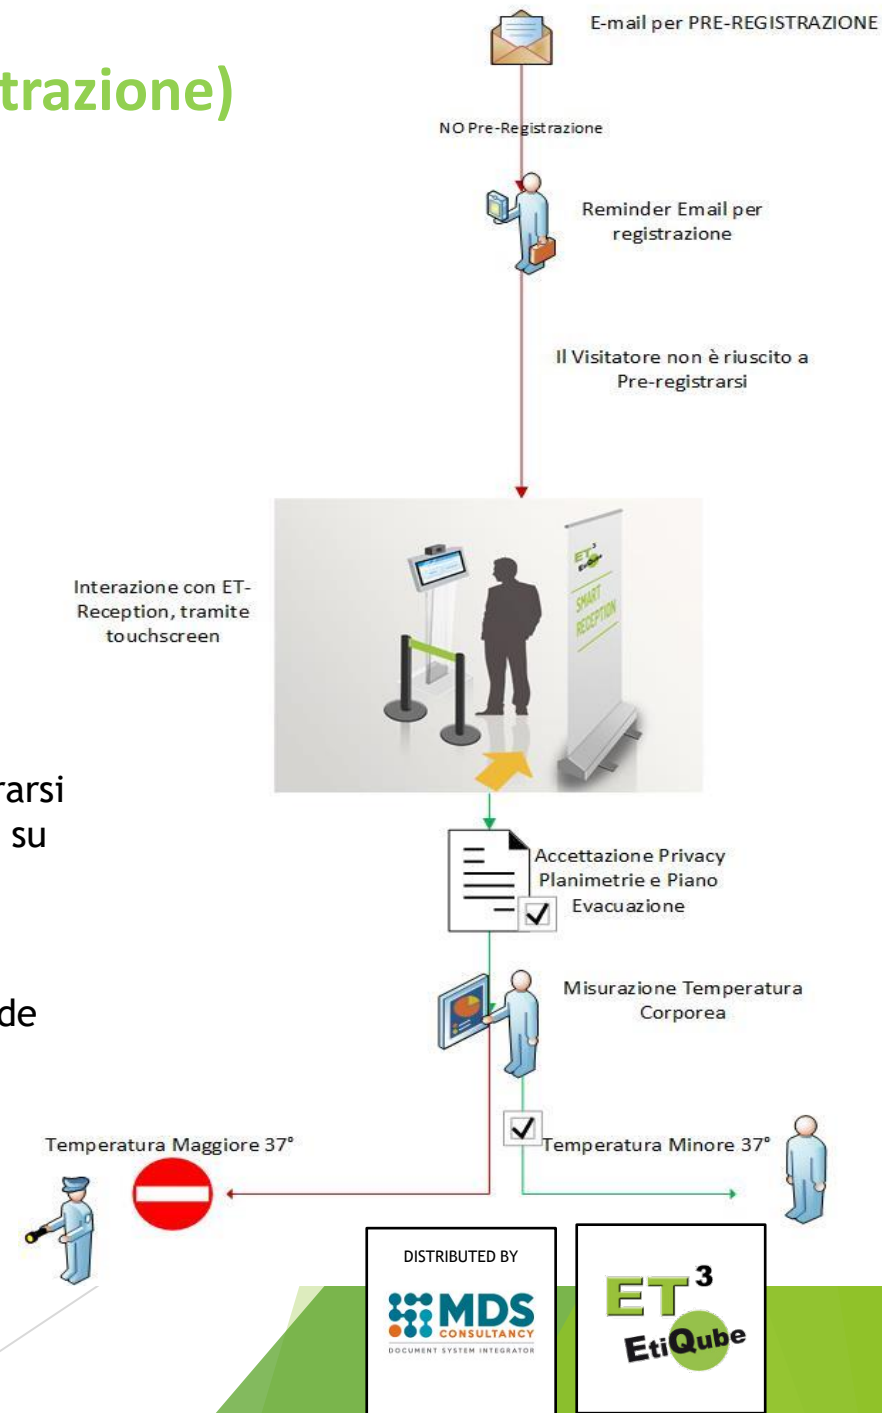 E-mail per PRE-REGISTRAZIONE
trazione)
NO Pre-Registrazione
Reminder Email per
registrazione
Il Visitatore non è riuscito a
Pre-registrarsi
ET3
EtiQube
SMART
RECEPTION
Interazione con ET-
Reception, tramite
touchscreen
rarsi
su
Accettazione Privacy
Planimetrie e Piano
Evacuazione
Misurazione Temperatura
Corporea
de
Temperatura Maggiore 37°
Temperatura Minore 37°
DISTRIBUTED BY
MDS
CONSULTANCY
DOCUMENT SYSTEM INTEGRATOR
ET3
EtiQube